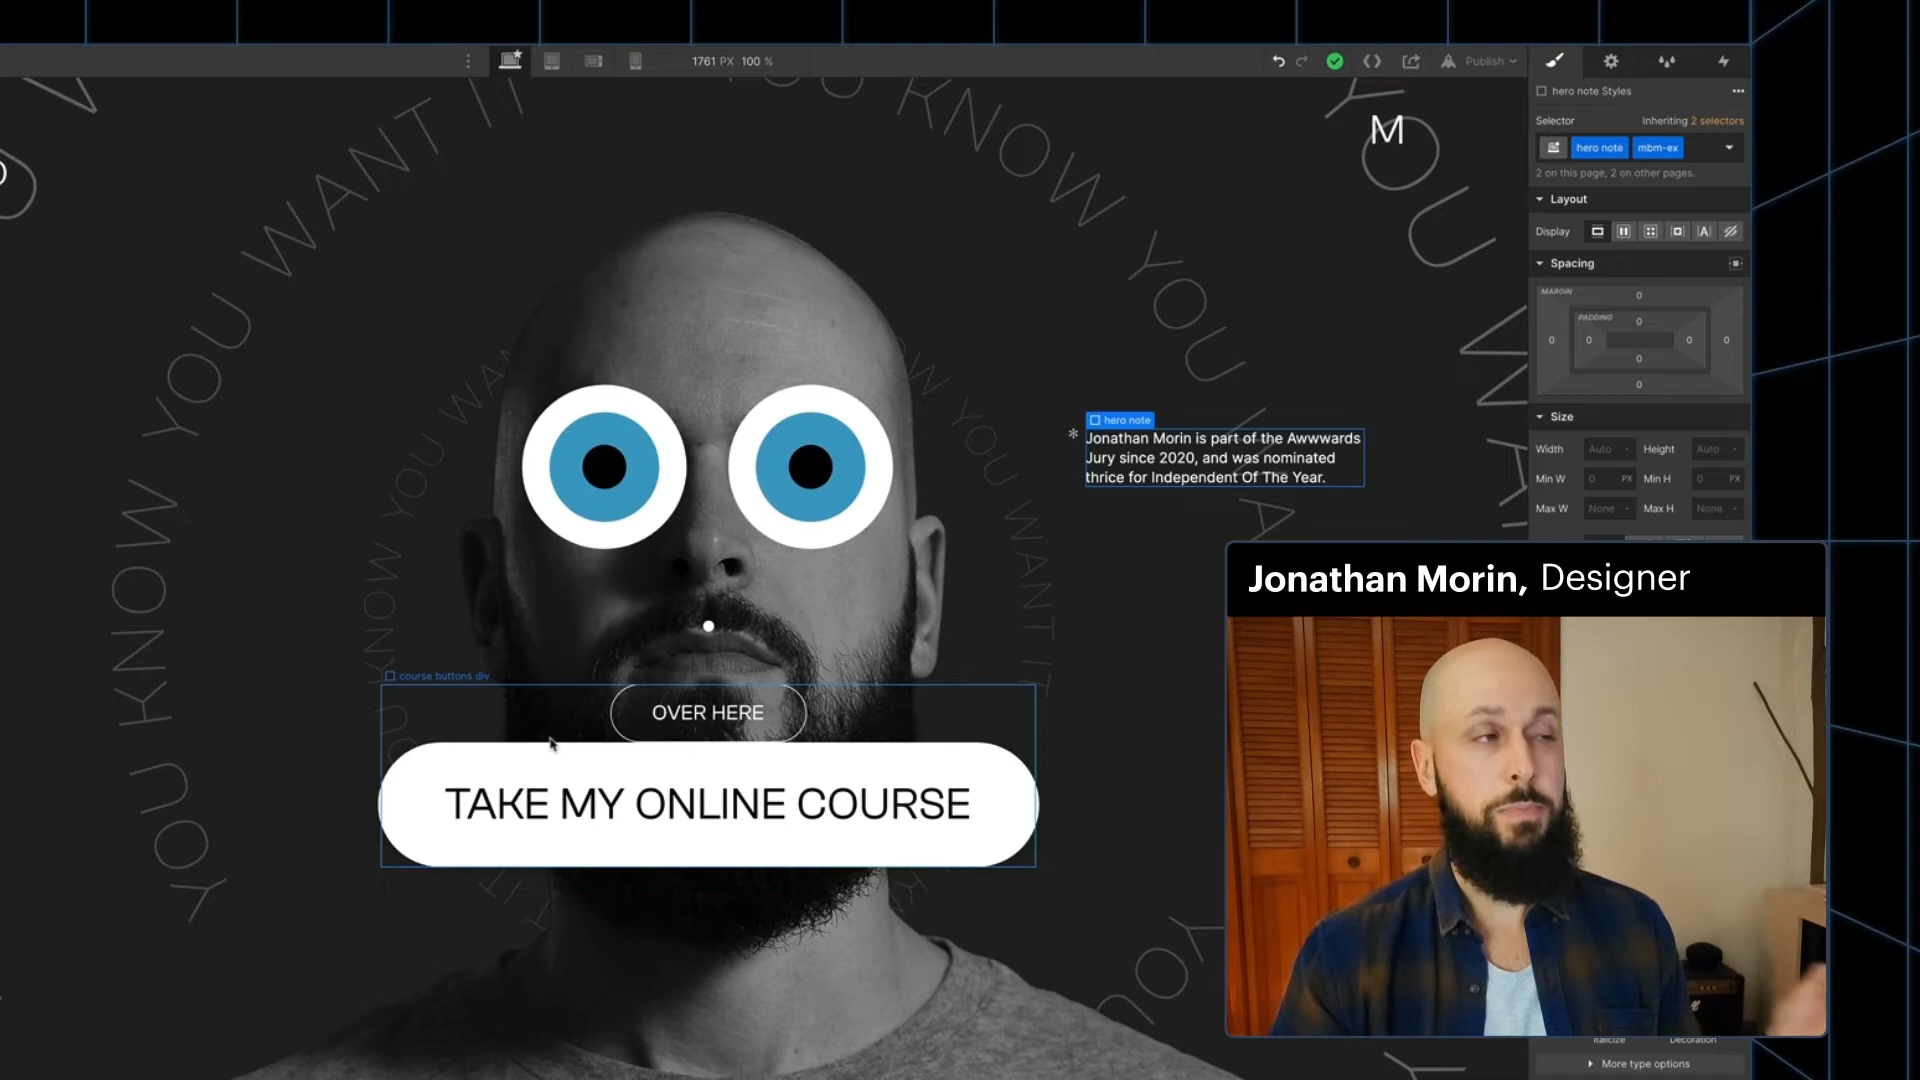 1761 PX 100 %
Publish
hero note Styles
Selector
Inheriting 2 selectors
hero note
mbm-ex
2 on this page, 2 on other pages.
Layout
Display
Spacing
MARGIN
0
PADDING
0
0 0 0 0
0
0
Size
Width Auto - Height Auto -
Min W 0 PX Min H 0 PX
Max W None - Max H None -
M
YOU KNOW YOU WANT IT
YOU KNOW YOU WA
YOU WANT IT
hero note
* Jonathan Morin is part of the Awwwards
Jury since 2020, and was nominated
thrice for Independent Of The Year.
course buttons div
OVER HERE
TAKE MY ONLINE COURSE
Jonathan Morin, Designer
Italicize Decoration
More type options